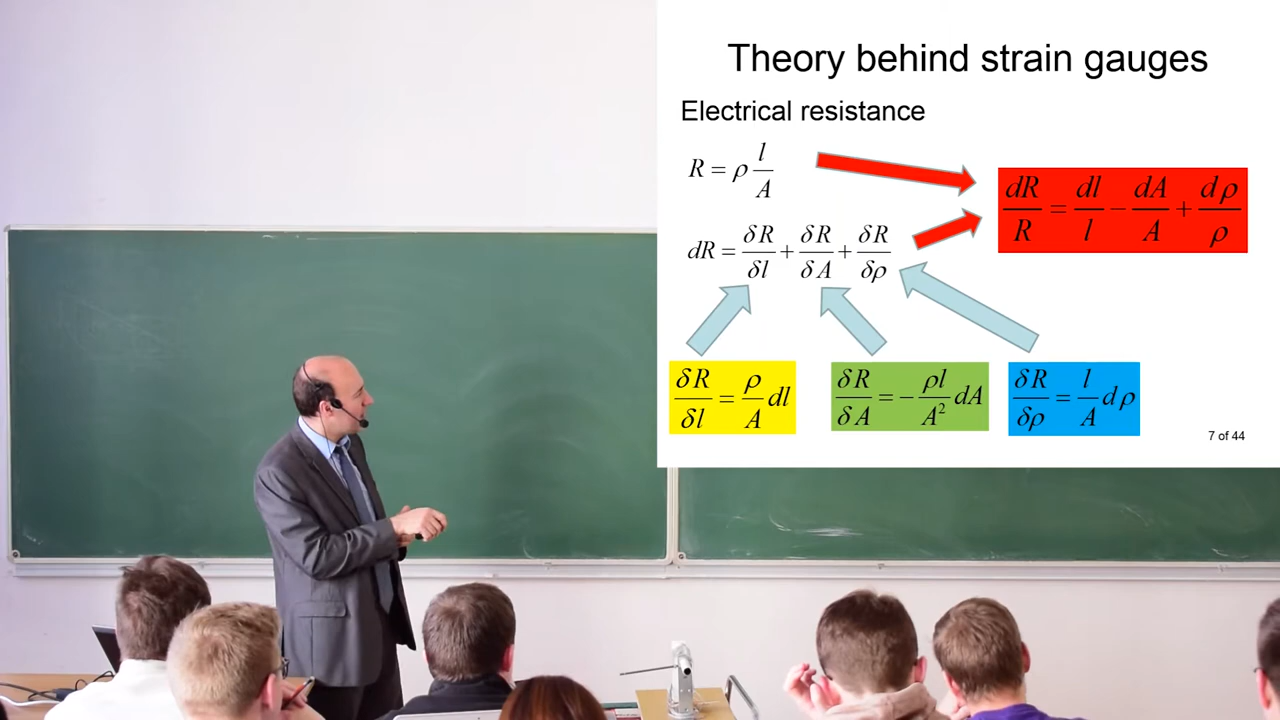 Theory behind strain gauges
Electrical resistance
R = ρ l/A
dR/R = dl/l − dA/A + dρ/ρ
dR = δR/δl + δR/δA + δR/δρ
δR/δl = ρ/A dl
δR/δA = − ρl/A² dA
δR/δρ = l/A dρ
7 of 44